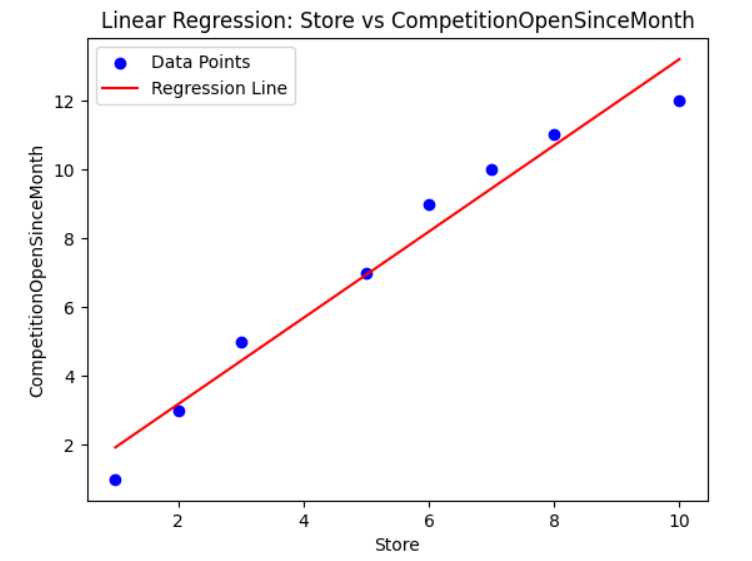 Linear Regression: Store vs CompetitionOpenSinceMonth
Data Points
Regression Line
12
10
8
6
4
2
CompetitionOpenSinceMonth
2 4 6 8 10
Store